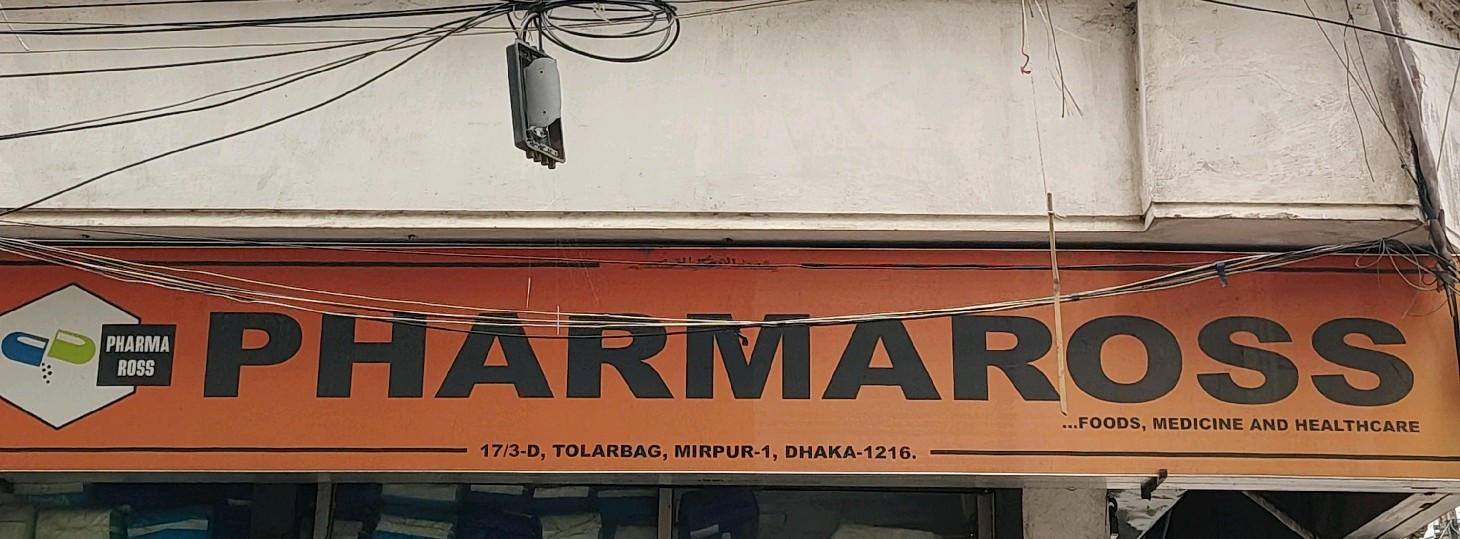 PHARMA
ROSS
PHARMAROSS
...FOODS, MEDICINE AND HEALTHCARE
17/3-D, TOLARBAG, MIRPUR-1, DHAKA-1216.